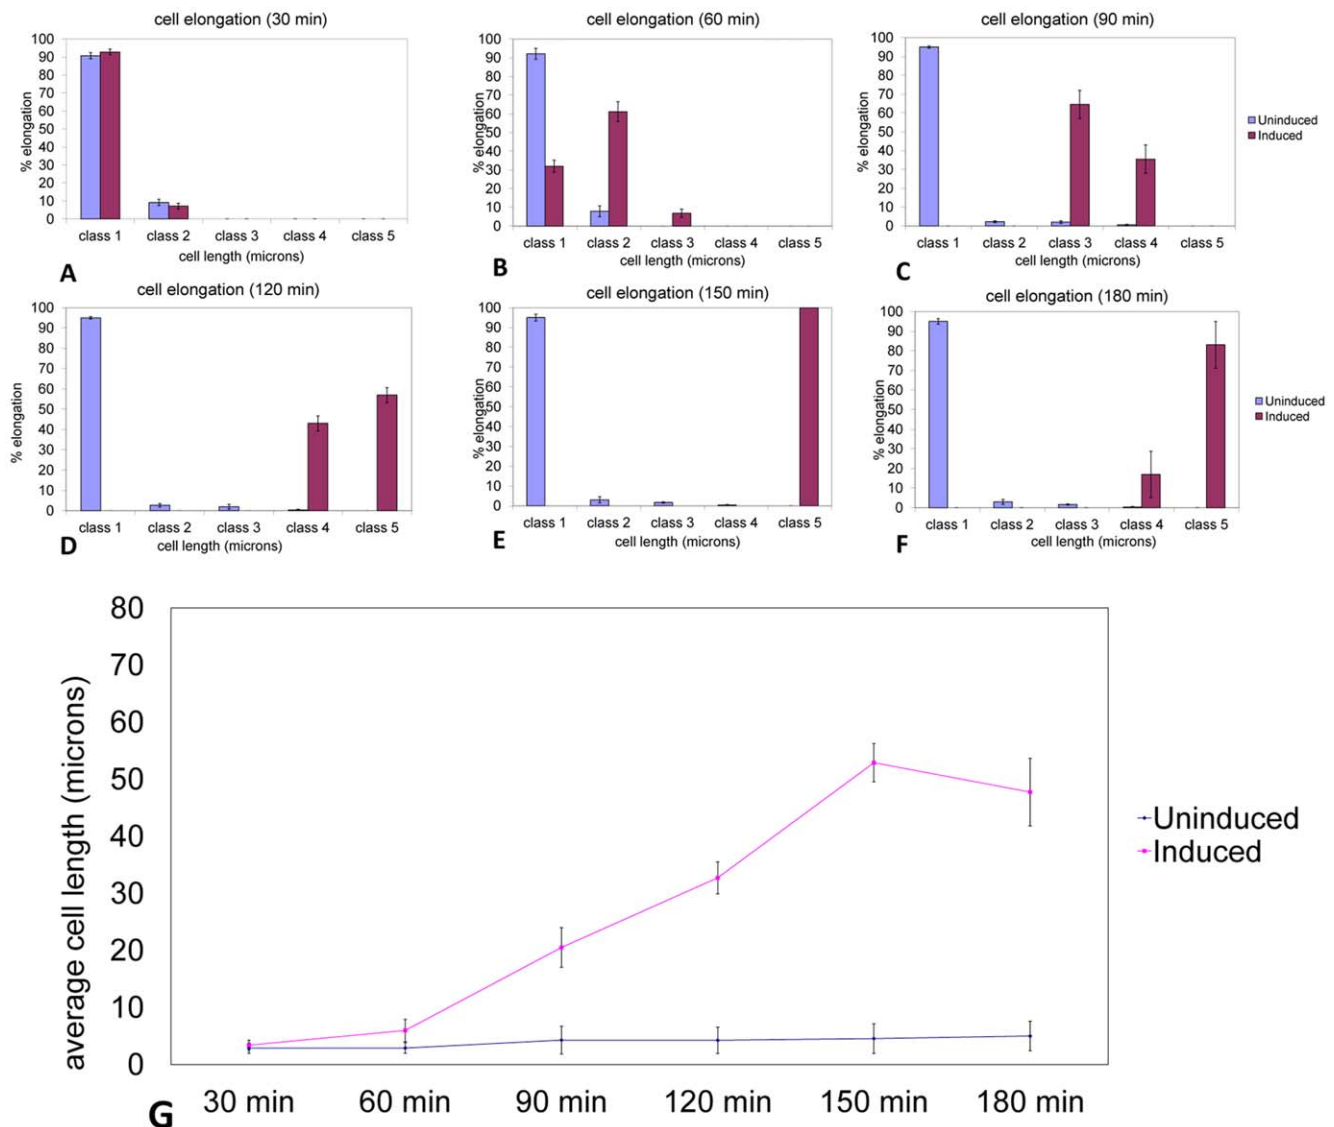 cell elongation (30 min)
100
90
80
70
60
50
40
30
20
10
0
% elongation
class 1 class 2 class 3 class 4 class 5
cell length (microns)
A
cell elongation (60 min)
100
90
80
70
60
50
40
30
20
10
0
% elongation
class 1 class 2 class 3 class 4 class 5
cell length (microns)
B
cell elongation (90 min)
100
90
80
70
60
50
40
30
20
10
0
% elongation
class 1 class 2 class 3 class 4 class 5
cell length (microns)
C
Uninduced
Induced
cell elongation (120 min)
100
90
80
70
60
50
40
30
20
10
0
% elongation
class 1 class 2 class 3 class 4 class 5
cell length (microns)
D
cell elongation (150 min)
100
90
80
70
60
50
40
30
20
10
0
% elongation
class 1 class 2 class 3 class 4 class 5
cell length (microns)
E
cell elongation (180 min)
100
90
80
70
60
50
40
30
20
10
0
% elongation
class 1 class 2 class 3 class 4 class 5
cell length (microns)
F
Uninduced
Induced
80
70
60
50
40
30
20
10
0
average cell length (microns)
30 min 60 min 90 min 120 min 150 min 180 min
G
Uninduced
Induced